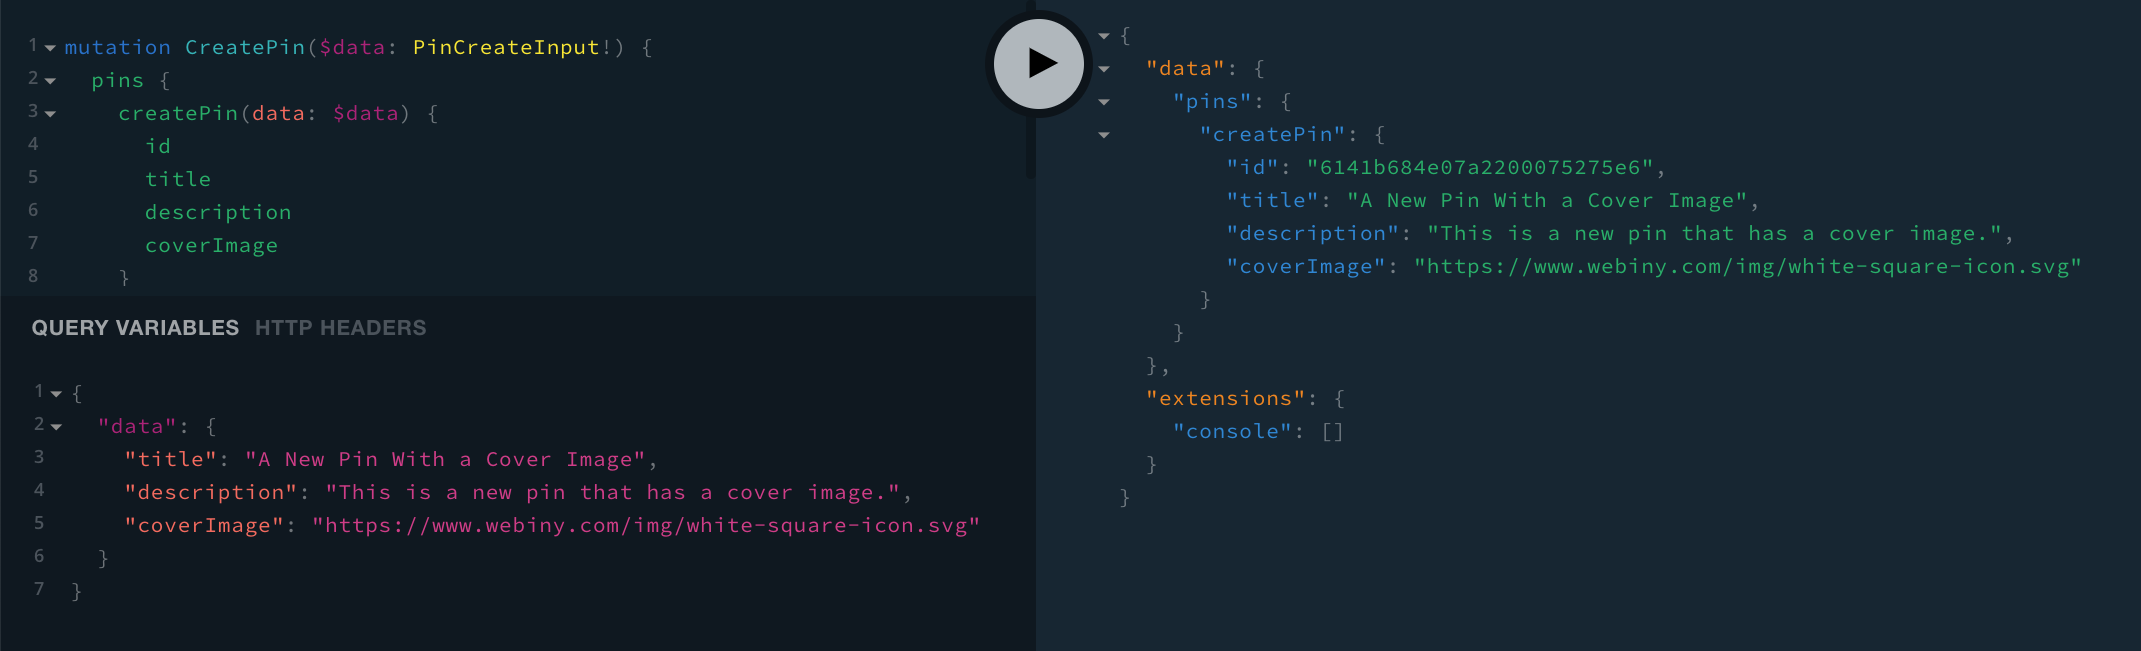 1 mutation CreatePin($data: PinCreateInput!) {
2   pins {
3     createPin(data: $data) {
4       id
5       title
6       description
7       coverImage
8     }
QUERY VARIABLES HTTP HEADERS
1 {
2   "data": {
3     "title": "A New Pin With a Cover Image",
4     "description": "This is a new pin that has a cover image.",
5     "coverImage": "https://www.webiny.com/img/white-square-icon.svg"
6   }
7 }
{
  "data": {
    "pins": {
      "createPin": {
        "id": "6141b684e07a2200075275e6",
        "title": "A New Pin With a Cover Image",
        "description": "This is a new pin that has a cover image.",
        "coverImage": "https://www.webiny.com/img/white-square-icon.svg"
      }
    }
  },
  "extensions": {
    "console": []
  }
}